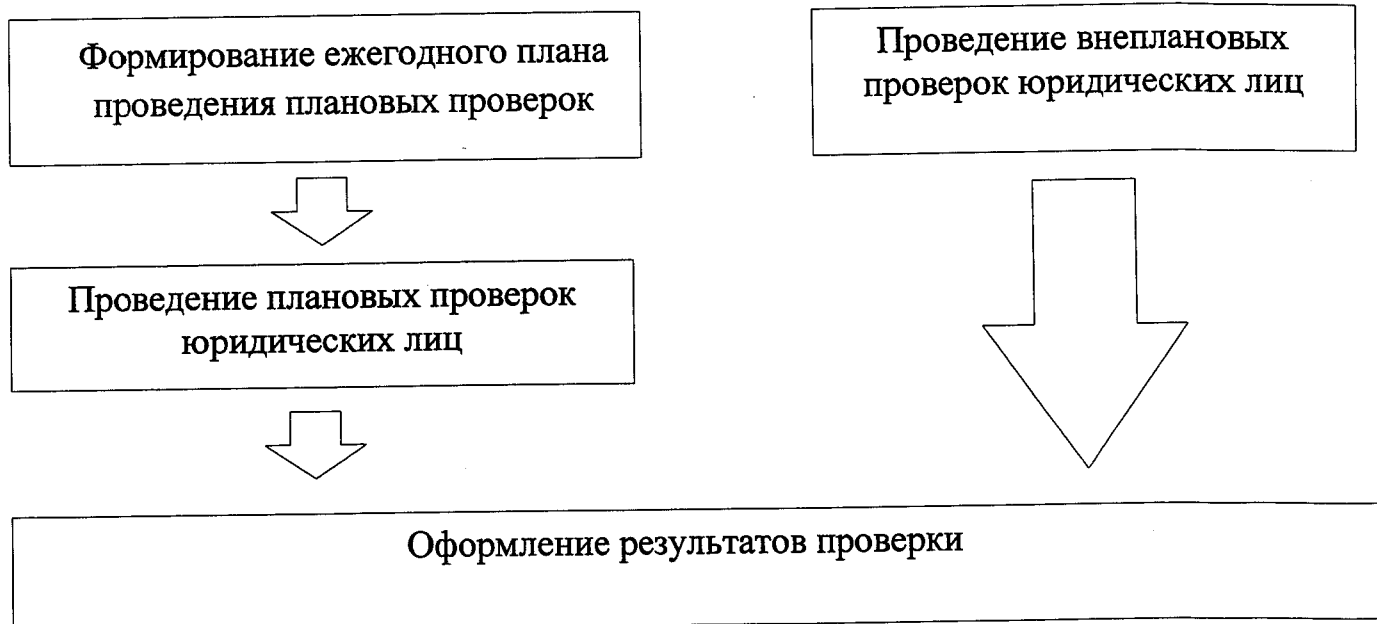 Формирование ежегодного плана
проведения плановых проверок
Проведение внеплановых
проверок юридических лиц
Проведение плановых проверок
юридических лиц
Оформление результатов проверки